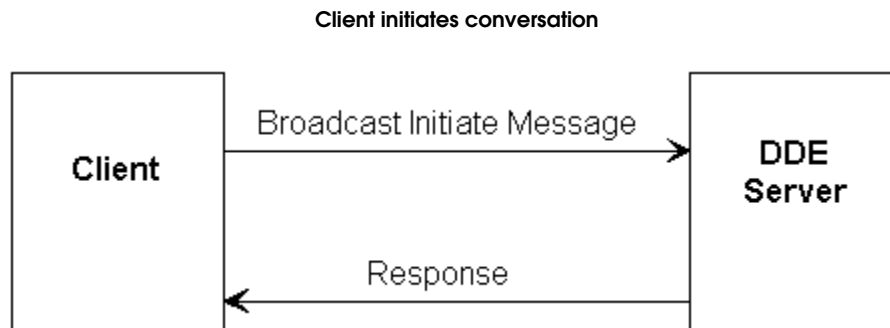 Client initiates conversation
Broadcast Initiate Message
Client
DDE
Server
Response